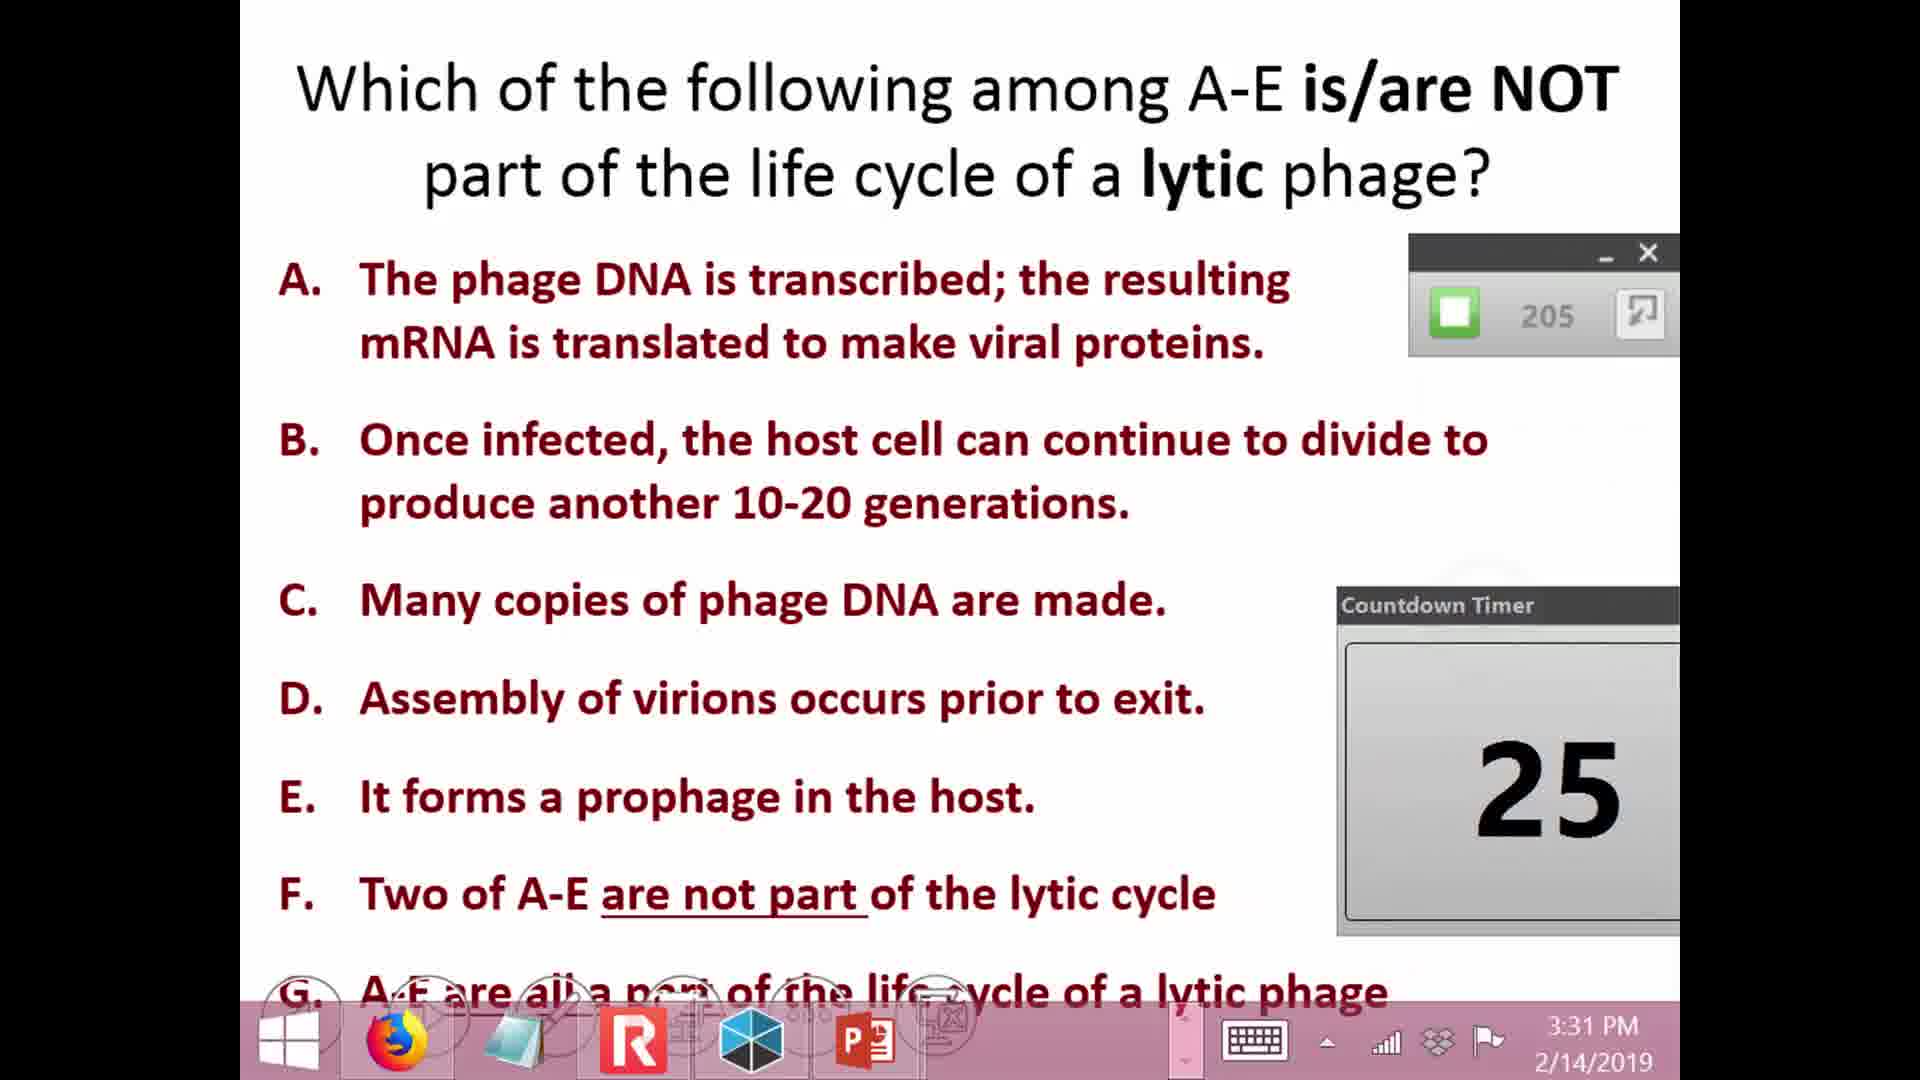 Which of the following among A-E is/are NOT
part of the life cycle of a lytic phage?
A. The phage DNA is transcribed; the resulting
mRNA is translated to make viral proteins.
205
B. Once infected, the host cell can continue to divide to
produce another 10-20 generations.
C. Many copies of phage DNA are made.
Countdown Timer
D. Assembly of virions occurs prior to exit.
25
E. It forms a prophage in the host.
F. Two of A-E are not part of the lytic cycle
G. A-E are all a part of the life cycle of a lytic phage
3:31 PM
2/14/2019